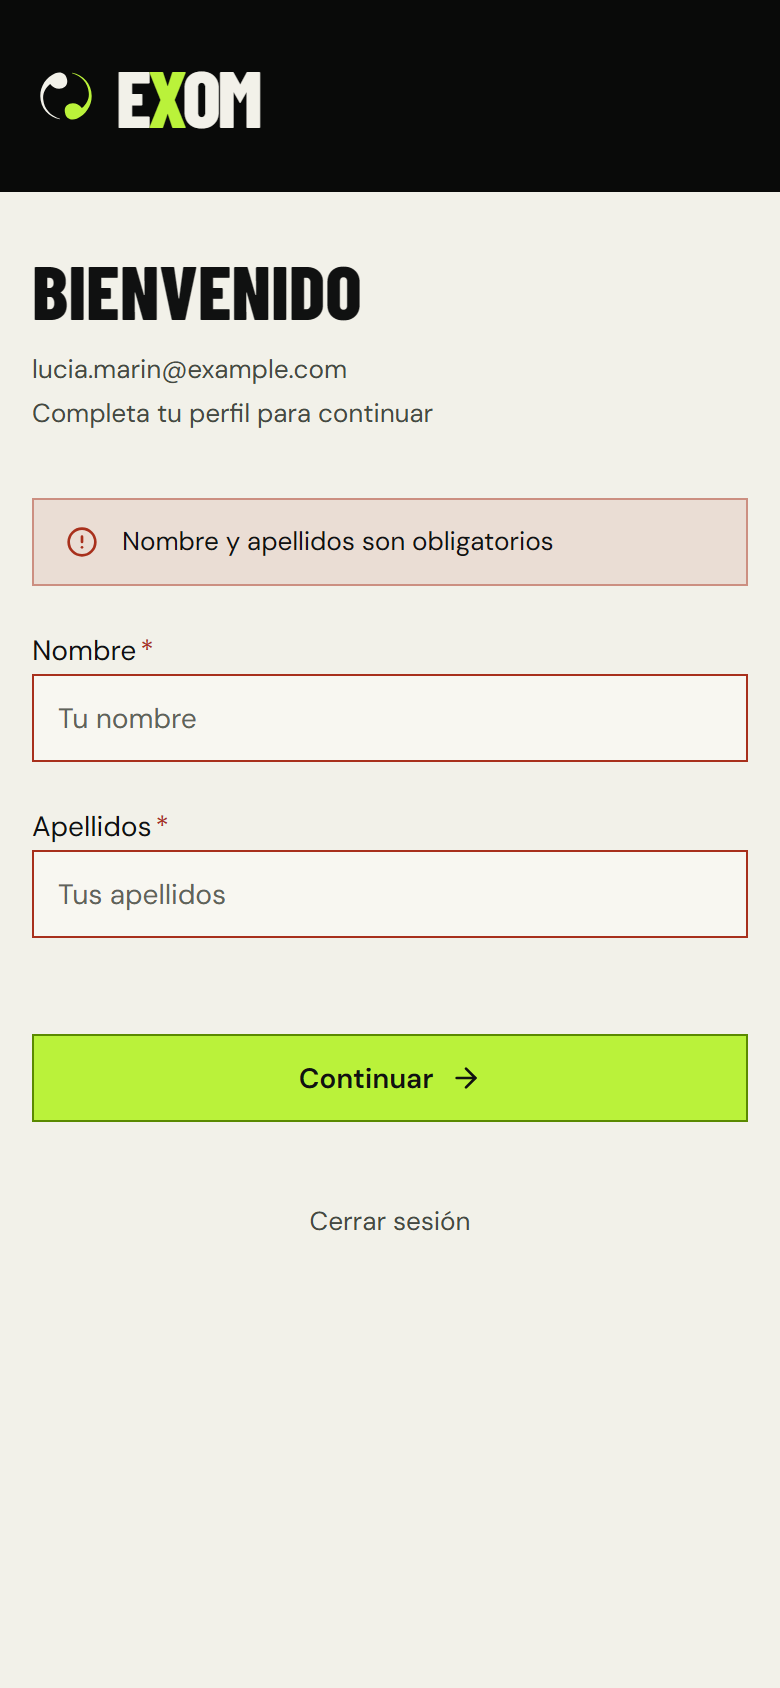 EXOM
BIENVENIDO
lucia.marin@example.com
Completa tu perfil para continuar
Nombre y apellidos son obligatorios
Nombre *
Tu nombre
Apellidos *
Tus apellidos
Continuar →
Cerrar sesión